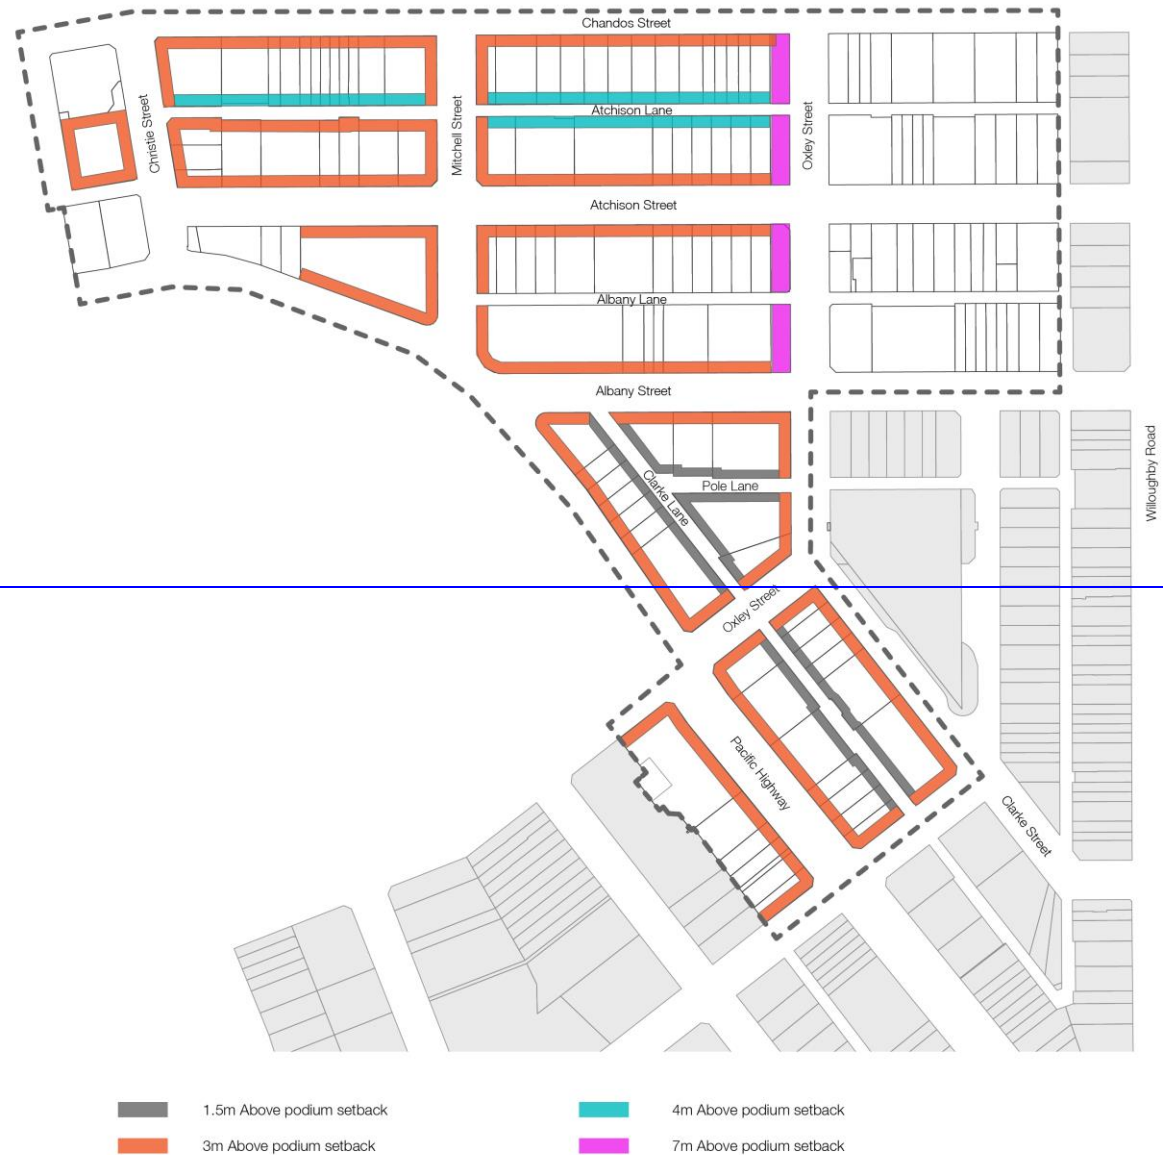 Chandos Street
Christie Street
Mitchell Street
Atchison Lane
Oxley Street
Atchison Street
Albany Lane
Albany Street
Willoughby Road
Clarke Lane
Pole Lane
Oxley Street
Pacific Highway
Clarke Street
1.5m Above podium setback
4m Above podium setback
3m Above podium setback
7m Above podium setback